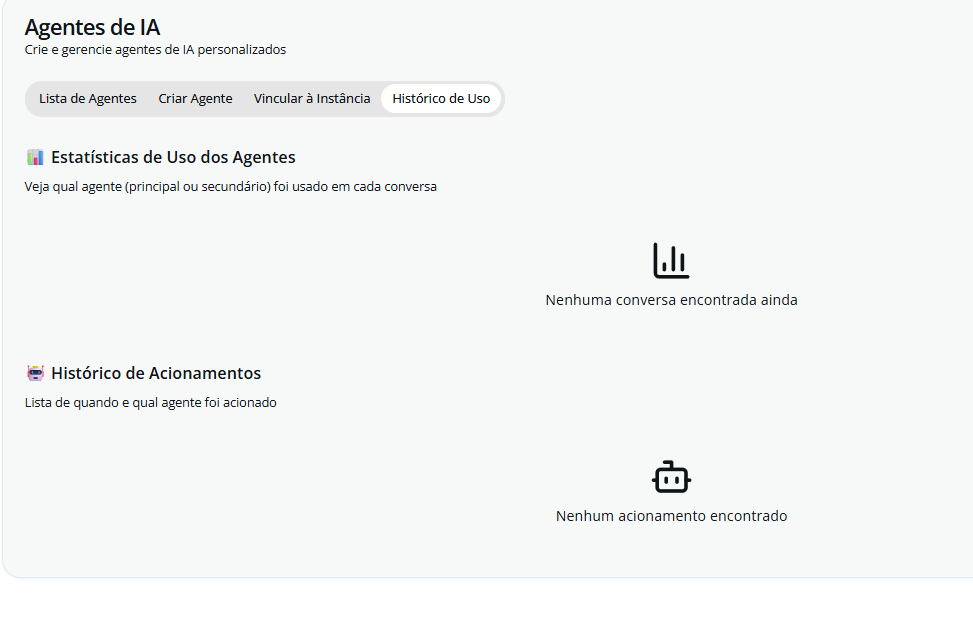 Agentes de IA
Crie e gerencie agentes de IA personalizados
Lista de Agentes Criar Agente Vincular à Instância Histórico de Uso
Estatísticas de Uso dos Agentes
Veja qual agente (principal ou secundário) foi usado em cada conversa
Nenhuma conversa encontrada ainda
Histórico de Acionamentos
Lista de quando e qual agente foi acionado
Nenhum acionamento encontrado